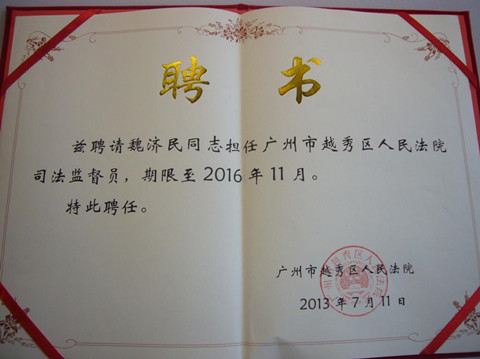 聘 书
兹聘请魏济民同志担任广州市越秀区人民法院
司法监督员，期限至2016年11月。
特此聘任。
广州市越秀区人民法院
2013年7月11日